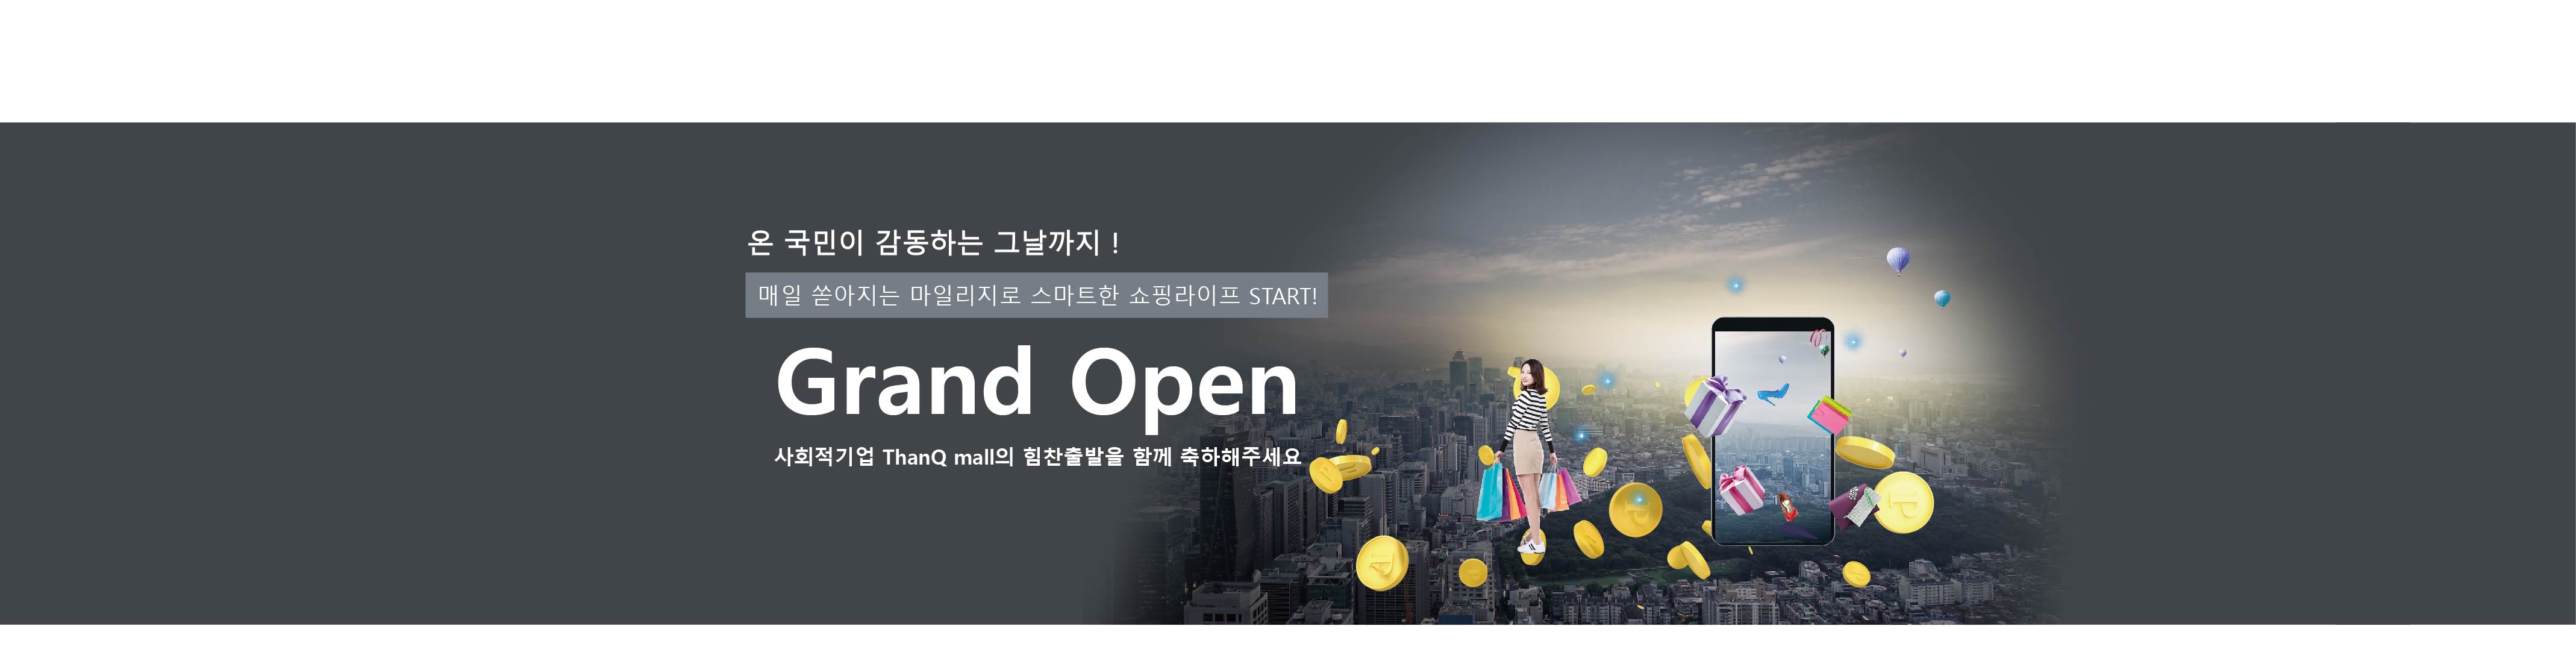 온 국민이 감동하는 그날까지 !
매일 쏟아지는 마일리지로 스마트한 쇼핑라이프 START!
Grand Open
사회적기업 ThanQ mall의 힘찬출발을 함께 축하해주세요
P
P
P